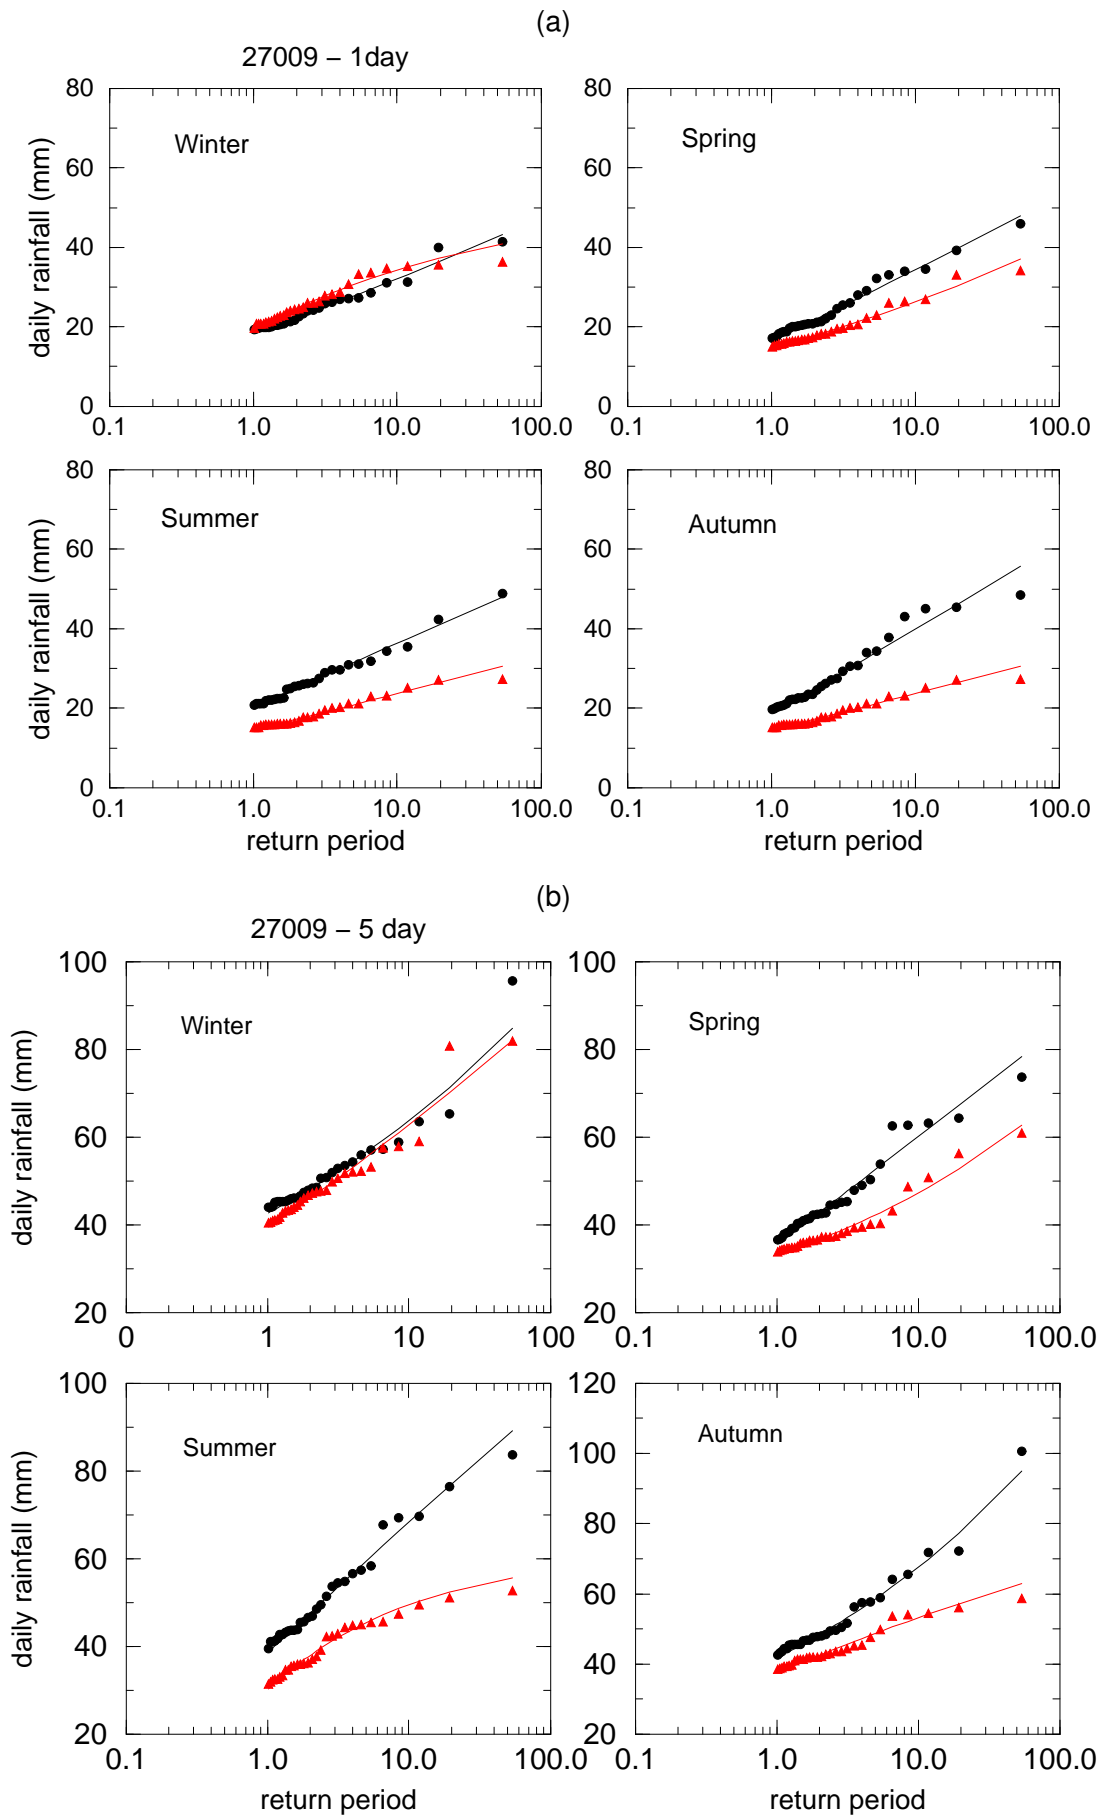 (a)
27009 – 1day
80
60
40
20
0
daily rainfall (mm)
Winter
0.1 1.0 10.0 100.0
80
60
40
20
0
Spring
0.1 1.0 10.0 100.0
80
60
40
20
0
daily rainfall (mm)
Summer
0.1 1.0 10.0 100.0
return period
80
60
40
20
0
Autumn
0.1 1.0 10.0 100.0
return period
(b)
27009 – 5 day
100
80
60
40
20
daily rainfall (mm)
Winter
0 1 10 100
100
80
60
40
20
Spring
0.1 1.0 10.0 100.0
100
80
60
40
20
daily rainfall (mm)
Summer
0.1 1.0 10.0 100.0
return period
120
100
80
60
40
20
Autumn
0.1 1.0 10.0 100.0
return period